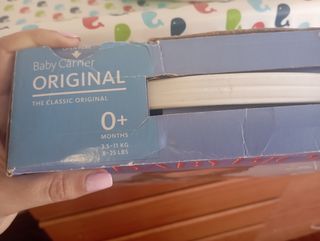 Baby Carrier
ORIGINAL
THE CLASSIC ORIGINAL
0+
MONTHS
3.5-11 KG
8-25 LBS